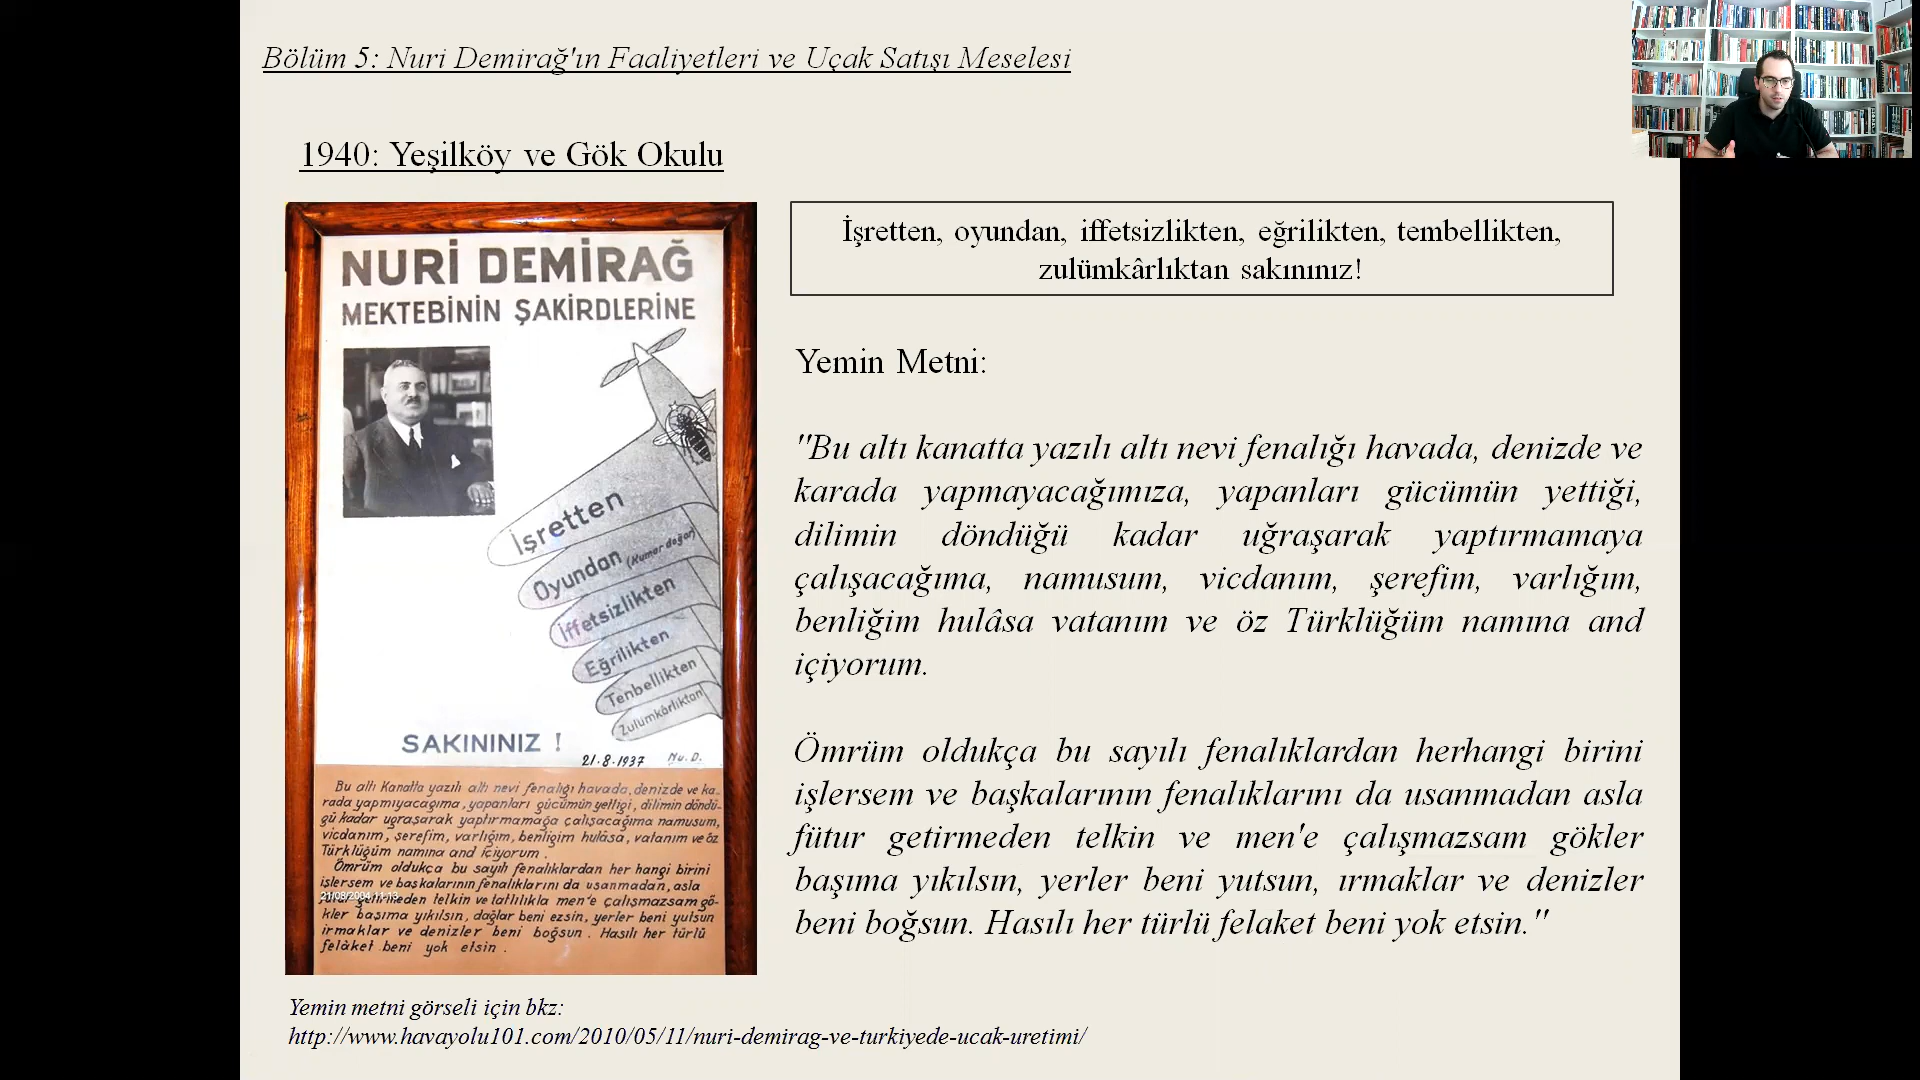 Bölüm 5: Nuri Demirağ'ın Faaliyetleri ve Uçak Satışı Meselesi
1940: Yeşilköy ve Gök Okulu
NURİ DEMİRAĞ
MEKTEBİNİN ŞAKİRDLERİNE
İşretten
Oyundan (Kumar doğar)
İffetsizlikten
Eğrilikten
Tenbellikten
Zulümkârlıktan
SAKININIZ !
21.8.1937 Nu. D.
Bu altı Kanatta yazılı altı nevi fenalığı havada, denizde ve ka-
rada yapmıyacağıma, yapanları gücümün yettiği, dilimin döndü-
ğü kadar uğraşarak yaptırmamağa çalışacağıma namusum,
vicdanım, şerefim, varlığım, benliğim hulâsa, vatanım ve öz
Türklüğüm namına and içiyorum.
Ömrüm oldukça bu sayılı fenalıklardan her hangi birini
işlersem ve başkalarının fenalıklarını da usanmadan, asla
21/08/2004 11:13
getirmeden telkin ve tatlılıkla men'e çalışmazsam gö-
kler başıma yıkılsın, dağlar beni ezsin, yerler beni yutsun
irmaklar ve denizler beni boğsun. Hasılı her türlü
felâket beni yok etsin.
İşretten, oyundan, iffetsizlikten, eğrilikten, tembellikten,
zulümkârlıktan sakınınız!
Yemin Metni:
"Bu altı kanatta yazılı altı nevi fenalığı havada, denizde ve
karada yapmayacağımıza, yapanları gücümün yettiği,
dilimin döndüğü kadar uğraşarak yaptırmamaya
çalışacağıma, namusum, vicdanım, şerefim, varlığım,
benliğim hulâsa vatanım ve öz Türklüğüm namına and
içiyorum.
Ömrüm oldukça bu sayılı fenalıklardan herhangi birini
işlersem ve başkalarının fenalıklarını da usanmadan asla
fütur getirmeden telkin ve men'e çalışmazsam gökler
başıma yıkılsın, yerler beni yutsun, ırmaklar ve denizler
beni boğsun. Hasılı her türlü felaket beni yok etsin."
Yemin metni görseli için bkz:
http://www.havayolu101.com/2010/05/11/nuri-demirag-ve-turkiyede-ucak-uretimi/